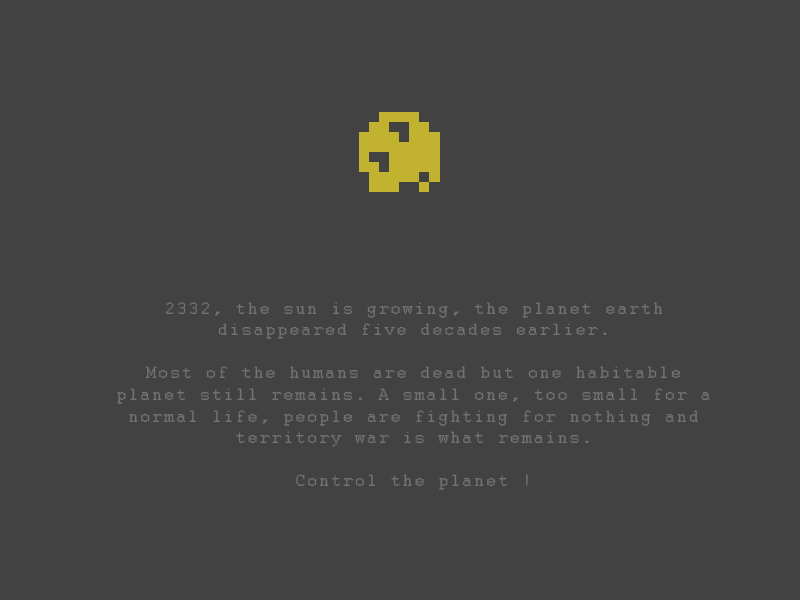 2332, the sun is growing, the planet earth
disappeared five decades earlier.
Most of the humans are dead but one habitable
planet still remains. A small one, too small for a
normal life, people are fighting for nothing and
territory war is what remains.
Control the planet !